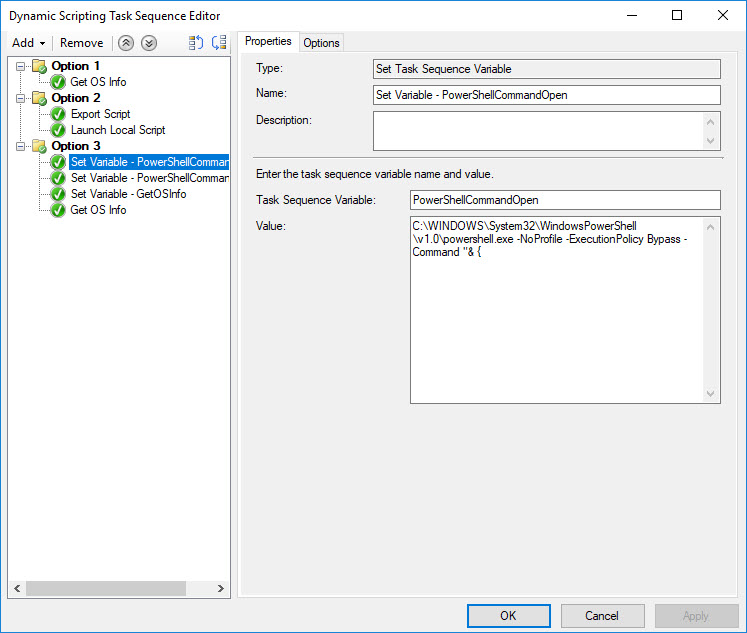 Dynamic Scripting Task Sequence Editor
Add
Remove
Option 1
Get OS Info
Option 2
Export Script
Launch Local Script
Option 3
Set Variable - PowerShellComman
Set Variable - PowerShellComman
Set Variable - GetOSInfo
Get OS Info
Properties
Options
Type:
Set Task Sequence Variable
Name:
Set Variable - PowerShellCommandOpen
Description:
Enter the task sequence variable name and value.
Task Sequence Variable:
PowerShellCommandOpen
Value:
C:\WINDOWS\System32\WindowsPowerShell
\v1.0\powershell.exe -NoProfile -ExecutionPolicy Bypass -
Command "& {
OK
Cancel
Apply